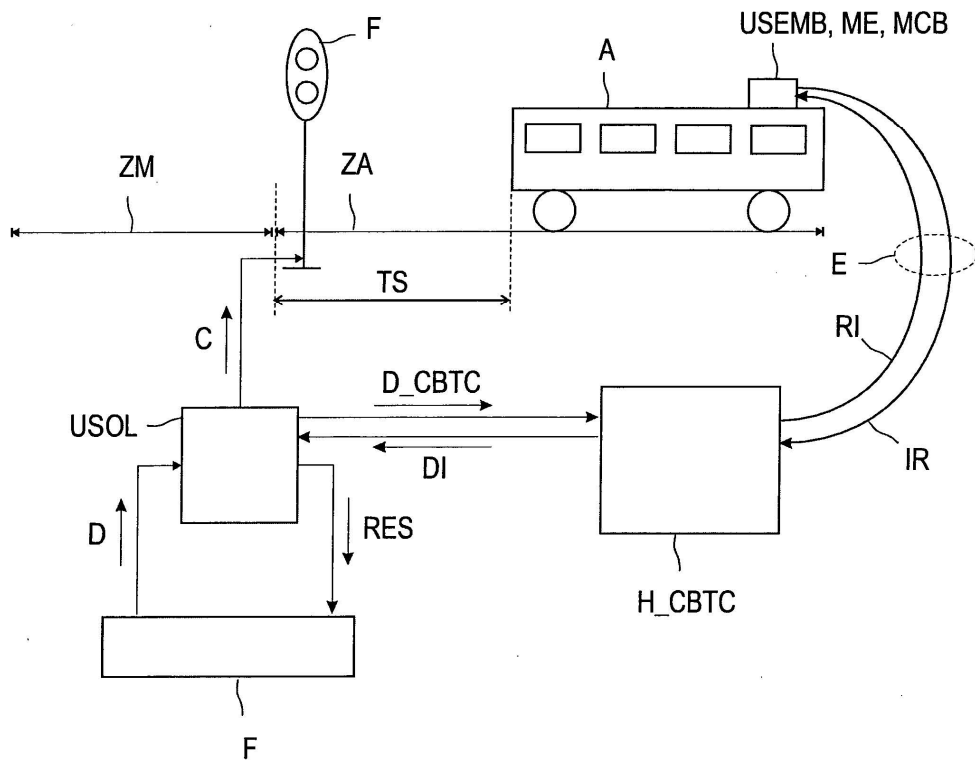 F
USEMB, ME, MCB
A
ZM
ZA
E
TS
C
RI
D_CBTC
USOL
IR
DI
D
RES
H_CBTC
F